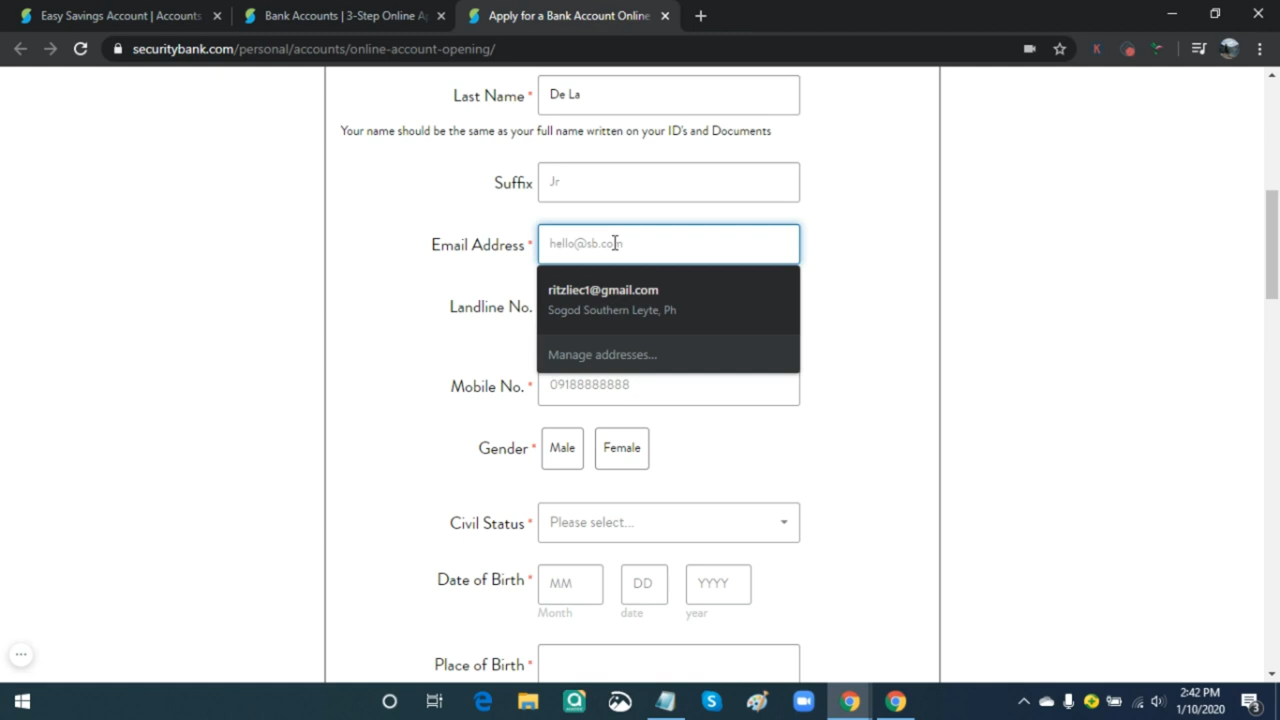 Easy Savings Account | Accounts
Bank Accounts | 3-Step Online A
Apply for a Bank Account Online
securitybank.com/personal/accounts/online-account-opening/
Last Name *
De La
Your name should be the same as your full name written on your ID's and Documents
Suffix
Jr
Email Address *
hello@sb.com
ritzliec1@gmail.com
Sogod Southern Leyte, Ph
Manage addresses...
Landline No.
Mobile No. *
09188888888
Gender *
Male
Female
Civil Status *
Please select...
Date of Birth *
MM
DD
YYYY
Month
date
year
Place of Birth *
2:42 PM
1/10/2020
3